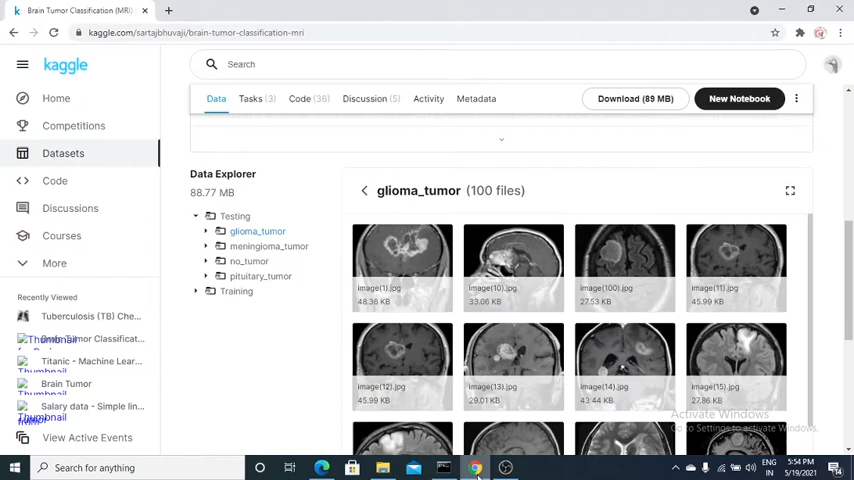 Brain Tumor Classification (MRI)
kaggle.com/sartajbhuvaji/brain-tumor-classification-mri
kaggle
Search
Data
Tasks (3)
Code (36)
Discussion (5)
Activity
Metadata
Download (89 MB)
New Notebook
Home
Competitions
Datasets
Code
Discussions
Courses
More
Recently Viewed
Tuberculosis (TB) Che...
Brain Tumor Classificat...
Thumbnail
Titanic - Machine Lear...
Thumbnail
Brain Tumor
Thumbnail
Salary data - Simple lin...
Thumbnail
View Active Events
Data Explorer
88.77 MB
Testing
glioma_tumor
meningioma_tumor
no_tumor
pituitary_tumor
Training
glioma_tumor (100 files)
image(1).jpg
48.36 KB
image(10).jpg
33.06 KB
image(100).jpg
27.53 KB
image(11).jpg
45.99 KB
image(12).jpg
45.99 KB
image(13).jpg
29.01 KB
image(14).jpg
43.44 KB
image(15).jpg
27.86 KB
Activate Windows
Go to Settings to activate Windows.
Search for anything
ENG
IN
5:54 PM
5/19/2021
14